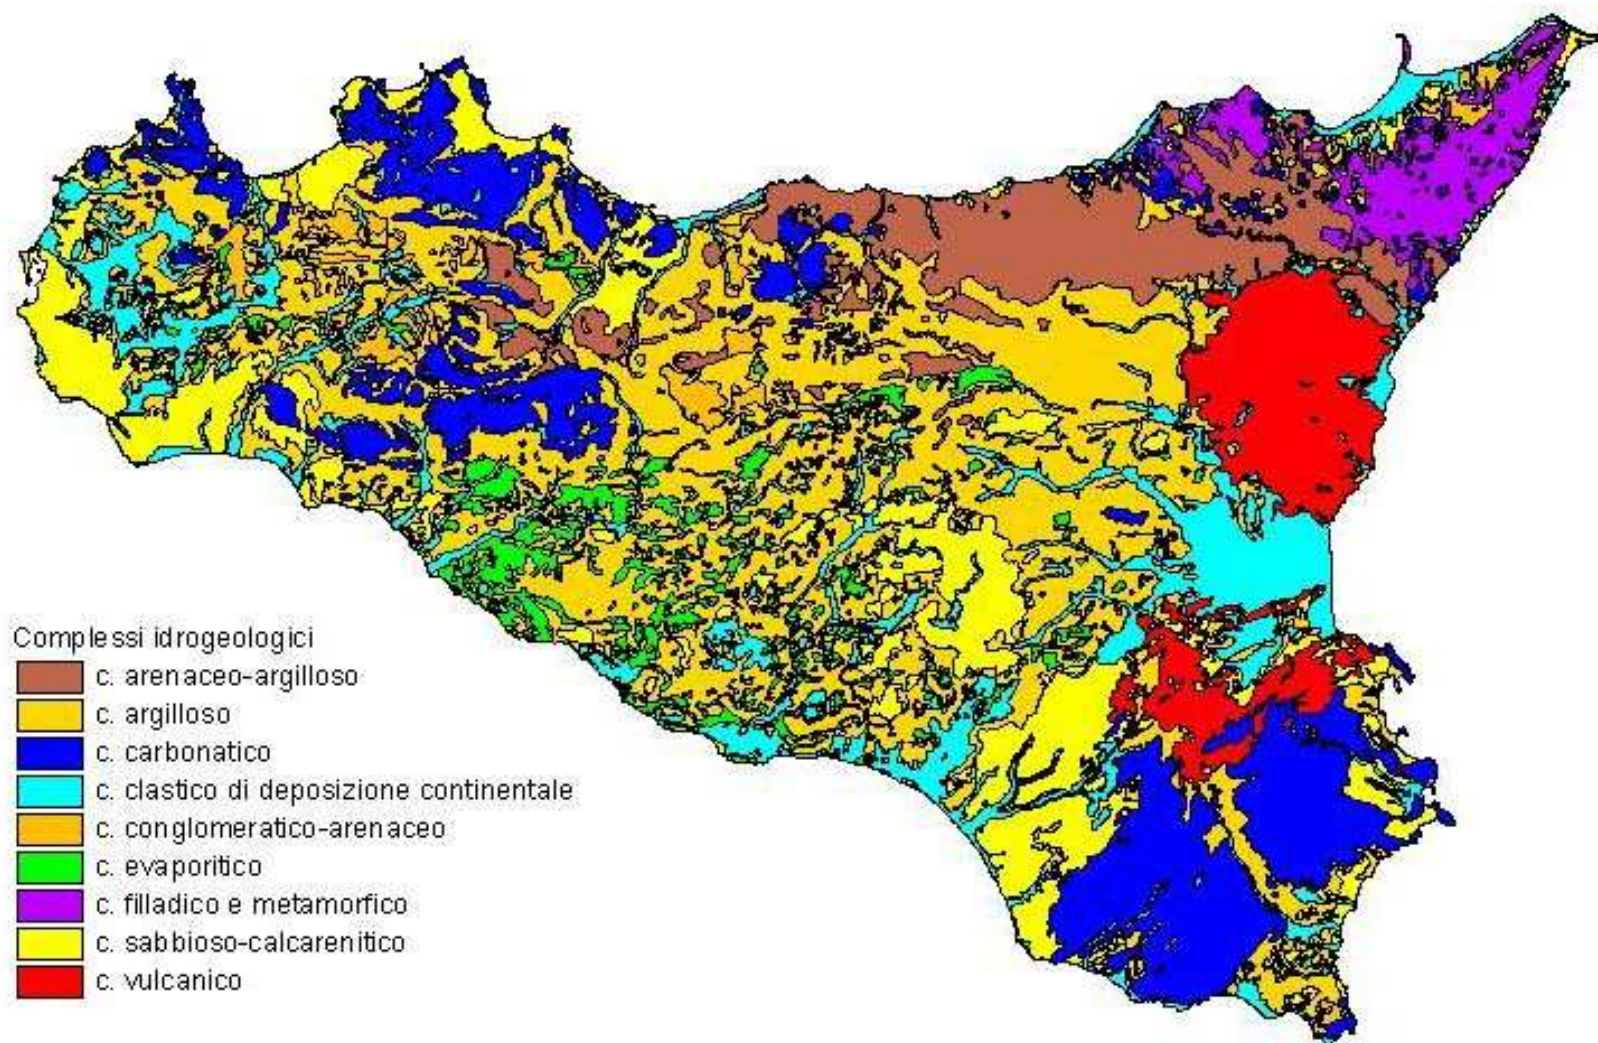 Complessi idrogeologici
c. arenaceo-argilloso
c. argilloso
c. carbonatico
c. clastico di deposizione continentale
c. conglomeratico-arenaceo
c. evaporitico
c. filladico e metamorfico
c. sabbioso-calcarenitico
c. vulcanico